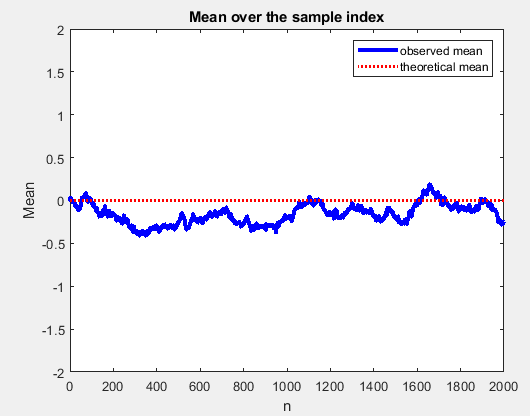 Mean over the sample index
observed mean
theoretical mean
2
1.5
1
0.5
0
-0.5
-1
-1.5
-2
Mean
0 200 400 600 800 1000 1200 1400 1600 1800 2000
n